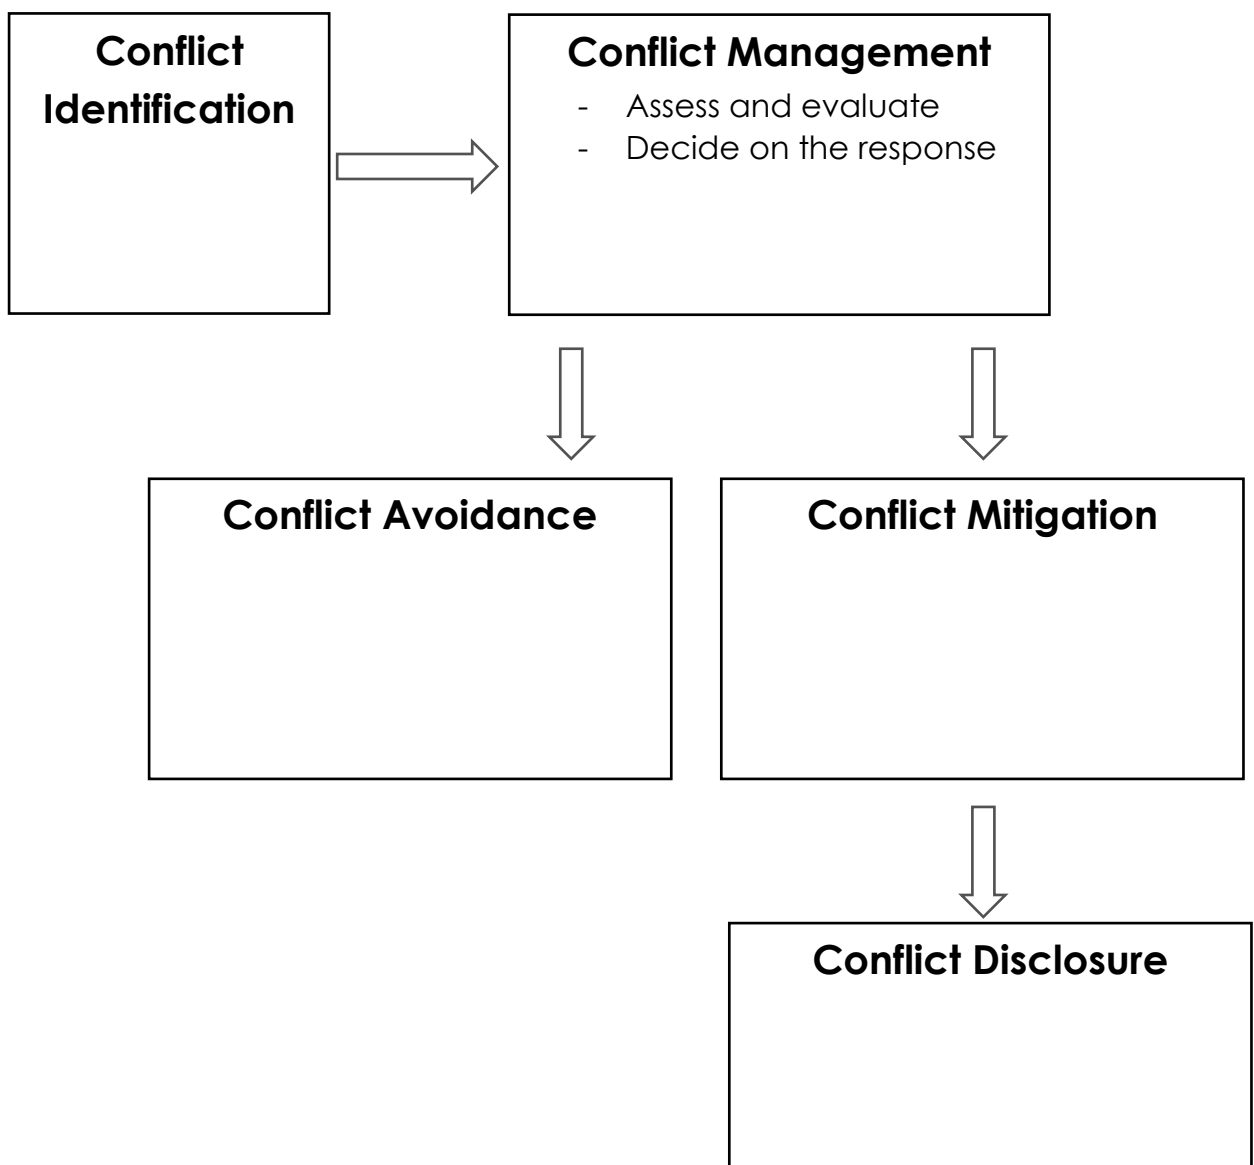 Conflict
Identification
Conflict Management
- Assess and evaluate
- Decide on the response
Conflict Avoidance
Conflict Mitigation
Conflict Disclosure